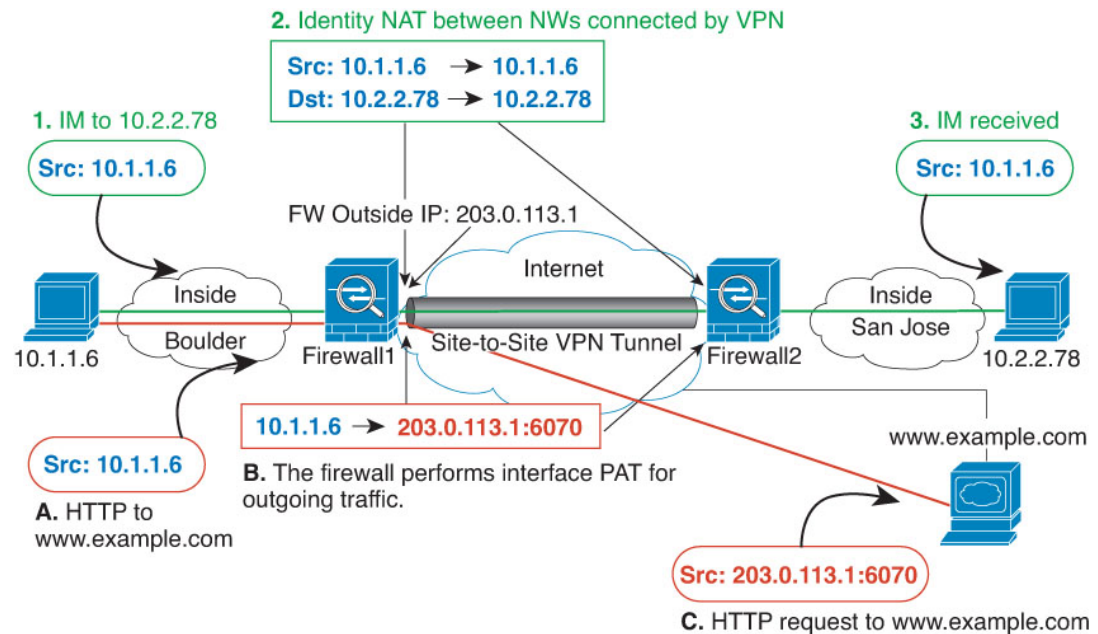 2. Identity NAT between NWs connected by VPN
Src: 10.1.1.6 → 10.1.1.6
Dst: 10.2.2.78 → 10.2.2.78
1. IM to 10.2.2.78
Src: 10.1.1.6
3. IM received
Src: 10.1.1.6
FW Outside IP: 203.0.113.1
Internet
Inside
Boulder
Inside
San Jose
10.1.1.6
Firewall1
Site-to-Site VPN Tunnel
Firewall2
10.2.2.78
10.1.1.6 → 203.0.113.1:6070
B. The firewall performs interface PAT for
outgoing traffic.
Src: 10.1.1.6
A. HTTP to
www.example.com
www.example.com
Src: 203.0.113.1:6070
C. HTTP request to www.example.com